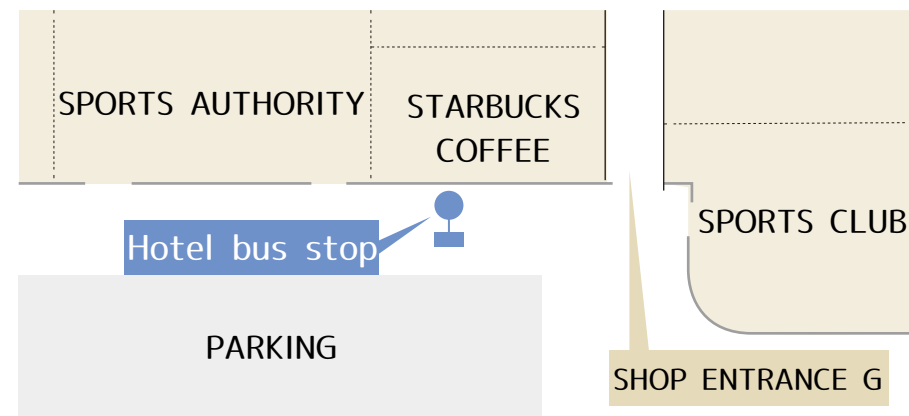 SPORTS AUTHORITY
STARBUCKS
COFFEE
SPORTS CLUB
Hotel bus stop
PARKING
SHOP ENTRANCE G